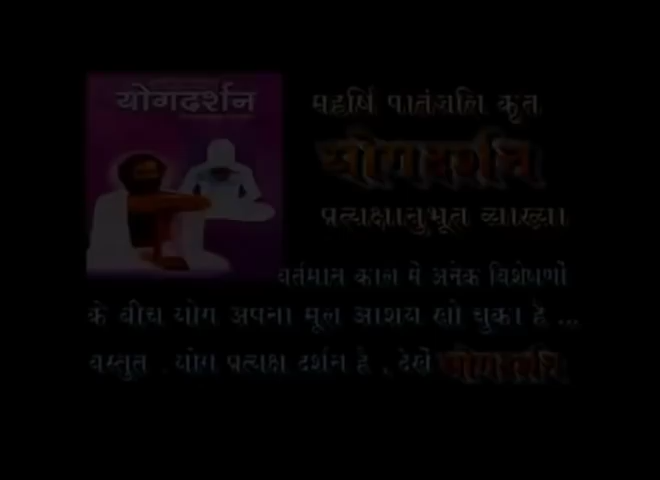 योगदर्शन
महर्षि पातंजलि कृत
योगदर्शन
प्रत्यक्षानुभूत व्याख्या
वर्तमान काल में अनेक विशेषणों
के बीच योग अपना मूल आशय खो चुका है ...
वस्तुत . योग प्रत्यक्ष दर्शन है , देखें योगदर्शन